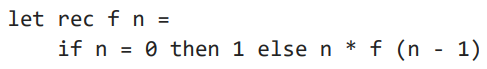 let rec f n =
    if n = 0 then 1 else n * f (n - 1)